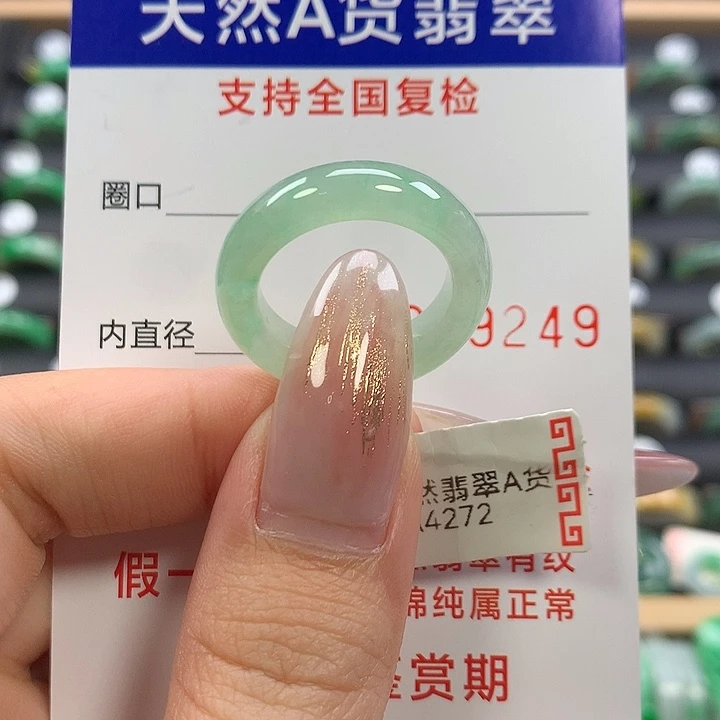 天然A货翡翠
支持全国复检
圈口
内直径
9249
然翡翠A货
4272
假一
翡翠有纹
棉纯属正常
鉴赏期